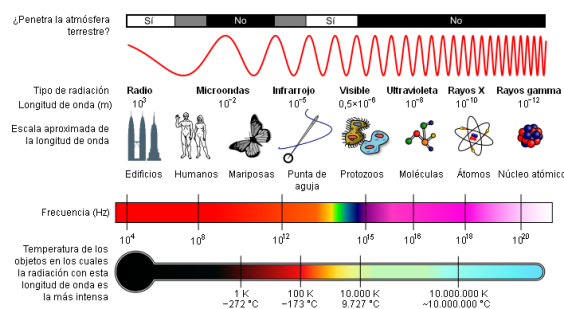 ¿Penetra la atmósfera
terrestre?
Sí No Sí No
Tipo de radiación Radio Microondas Infrarrojo Visible Ultravioleta Rayos X Rayos gamma
Longitud de onda (m) 10³ 10⁻² 10⁻⁵ 0,5×10⁻⁶ 10⁻⁸ 10⁻¹⁰ 10⁻¹²
Escala aproximada de
la longitud de onda
Edificios Humanos Mariposas Punta de aguja Protozoos Moléculas Átomos Núcleo atómico
Frecuencia (Hz)
10⁴ 10⁸ 10¹² 10¹⁵ 10¹⁶ 10¹⁸ 10²⁰
Temperatura de los
objetos en los cuales
la radiación con esta
longitud de onda es
la más intensa
1 K 100 K 10.000 K 10.000.000 K
−272 °C −173 °C 9.727 °C ~10.000.000 °C